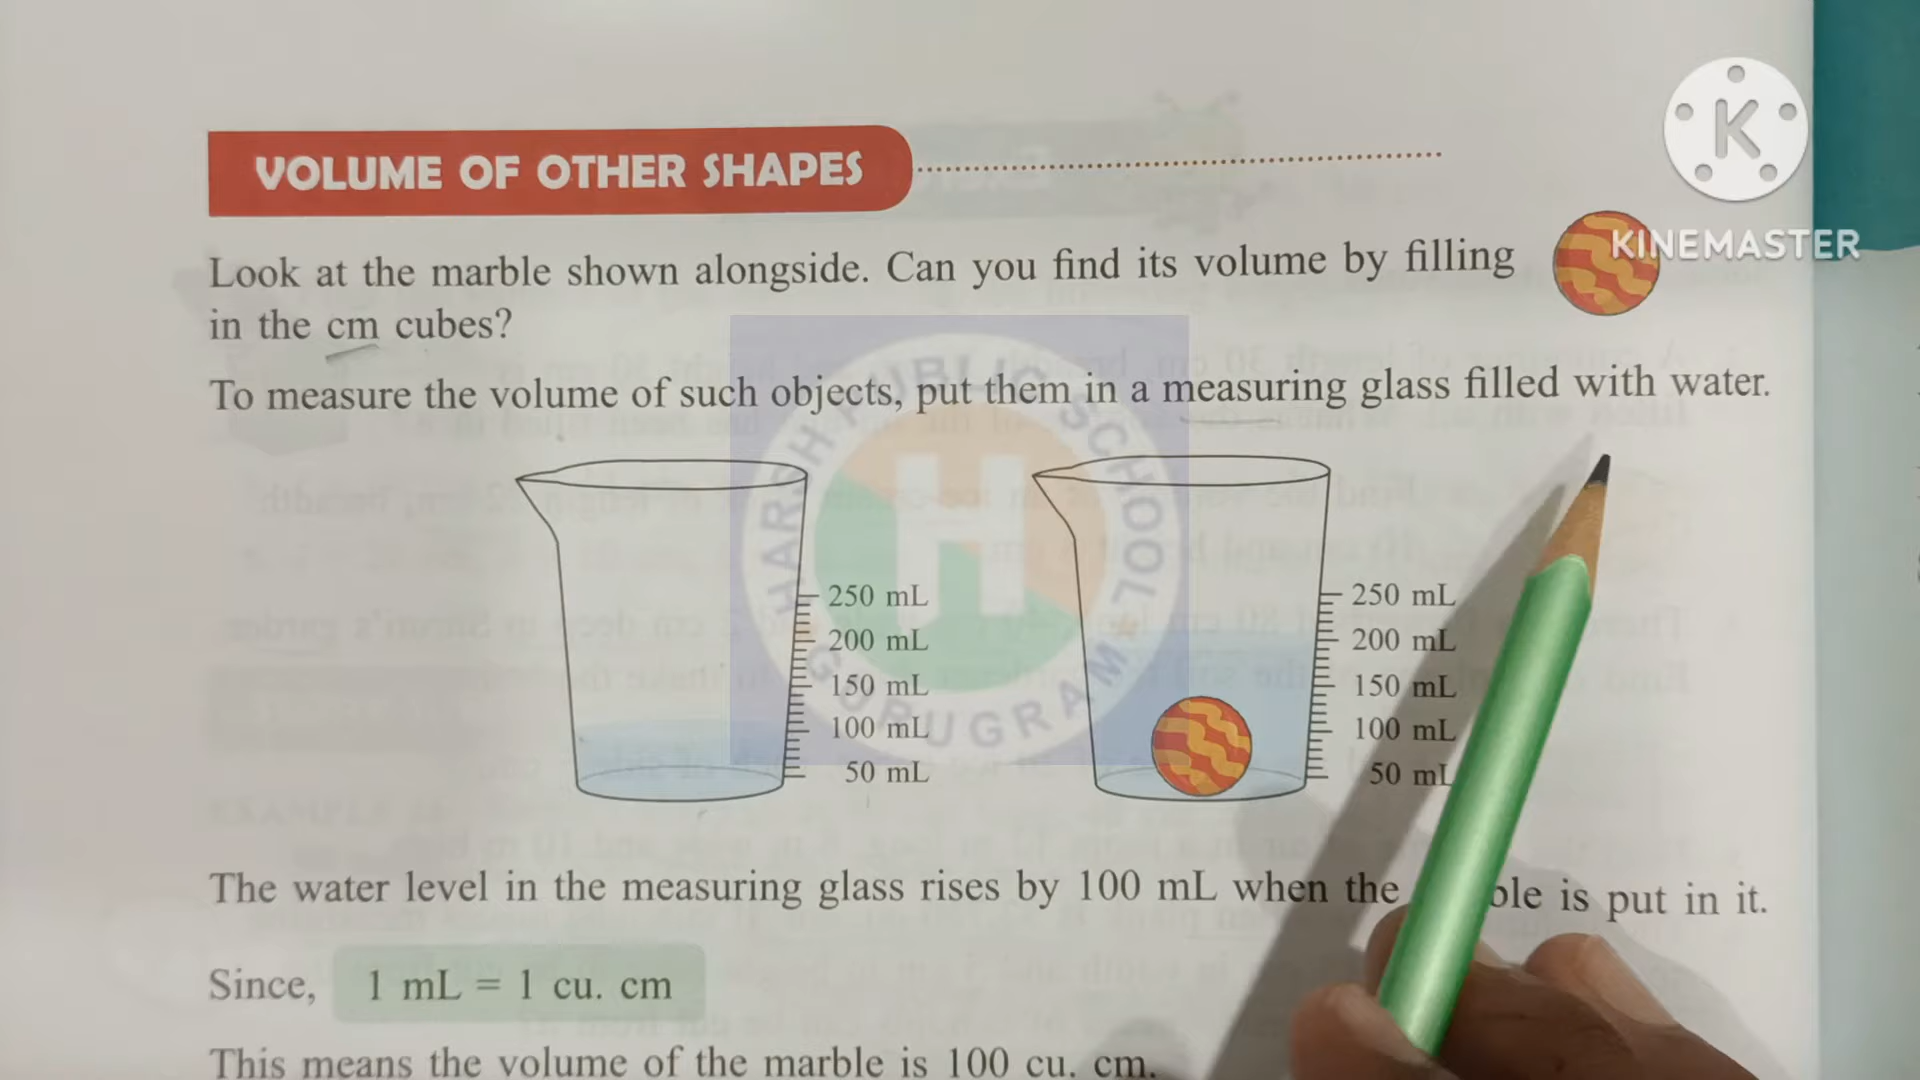 VOLUME OF OTHER SHAPES
K
KINEMASTER
Look at the marble shown alongside. Can you find its volume by filling
in the cm cubes?
To measure the volume of such objects, put them in a measuring glass filled with water.
HARSH PUBLIC SCHOOL
H
GURUGRAM
250 mL
200 mL
150 mL
100 mL
50 mL
250 mL
200 mL
150 mL
100 mL
50 mL
The water level in the measuring glass rises by 100 mL when the ble is put in it.
Since, 1 mL = 1 cu. cm
This means the volume of the marble is 100 cu. cm.